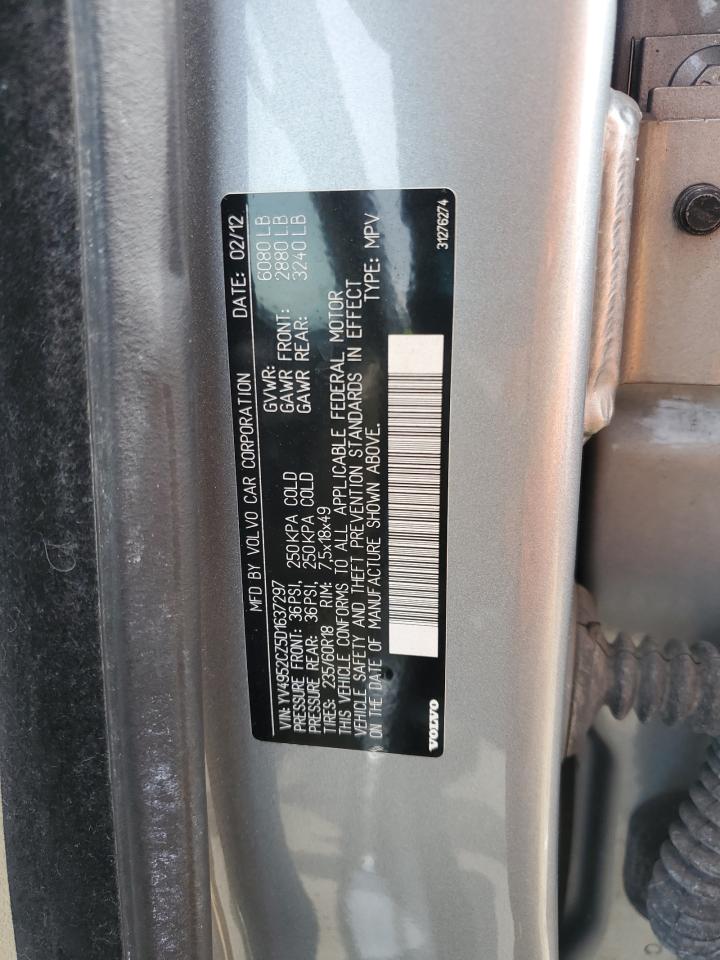 MFD BY VOLVO CAR CORPORATION DATE: 02/12
VIN: YV4952CZ5D1637297 GVWR: 6080 LB
PRESSURE FRONT: 36PSI, 250KPA COLD GAWR FRONT: 2880 LB
PRESSURE REAR: 36PSI, 250KPA COLD GAWR REAR: 3240 LB
TIRES: 235/60R18 RIM: 7,5x18x49
THIS VEHICLE CONFORMS TO ALL APPLICABLE FEDERAL MOTOR
VEHICLE SAFETY AND THEFT PREVENTION STANDARDS IN EFFECT
ON THE DATE OF MANUFACTURE SHOWN ABOVE. TYPE: MPV
VOLVO 31276274